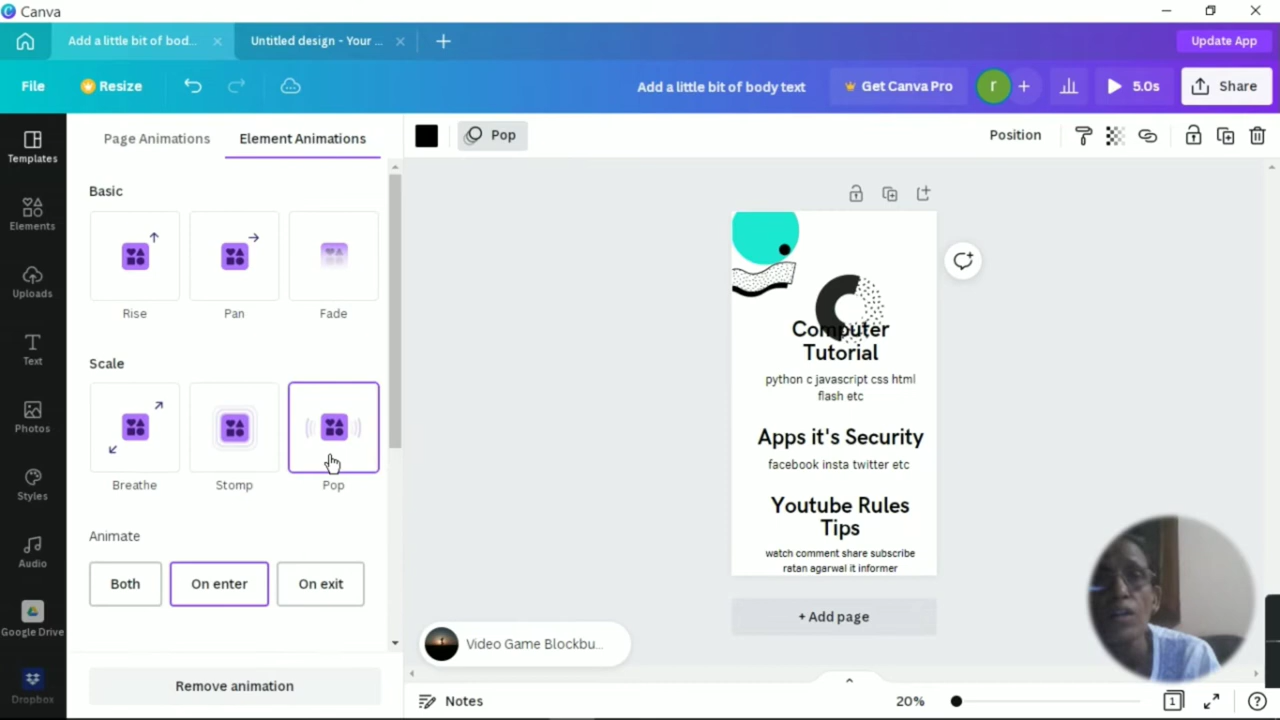 Canva
Add a little bit of bod...
Untitled design - Your ...
Update App
File
Resize
Add a little bit of body text
Get Canva Pro
r
5.0s
Share
Templates
Elements
Uploads
Text
Photos
Styles
Audio
Google Drive
Dropbox
Page Animations
Element Animations
Basic
Rise
Pan
Fade
Scale
Breathe
Stomp
Pop
Animate
Both
On enter
On exit
Remove animation
Pop
Position
Computer
Tutorial
python c javascript css html
flash etc
Apps it's Security
facebook insta twitter etc
Youtube Rules
Tips
watch comment share subscribe
ratan agarwal it informer
+ Add page
Video Game Blockbu...
Notes
20%
1